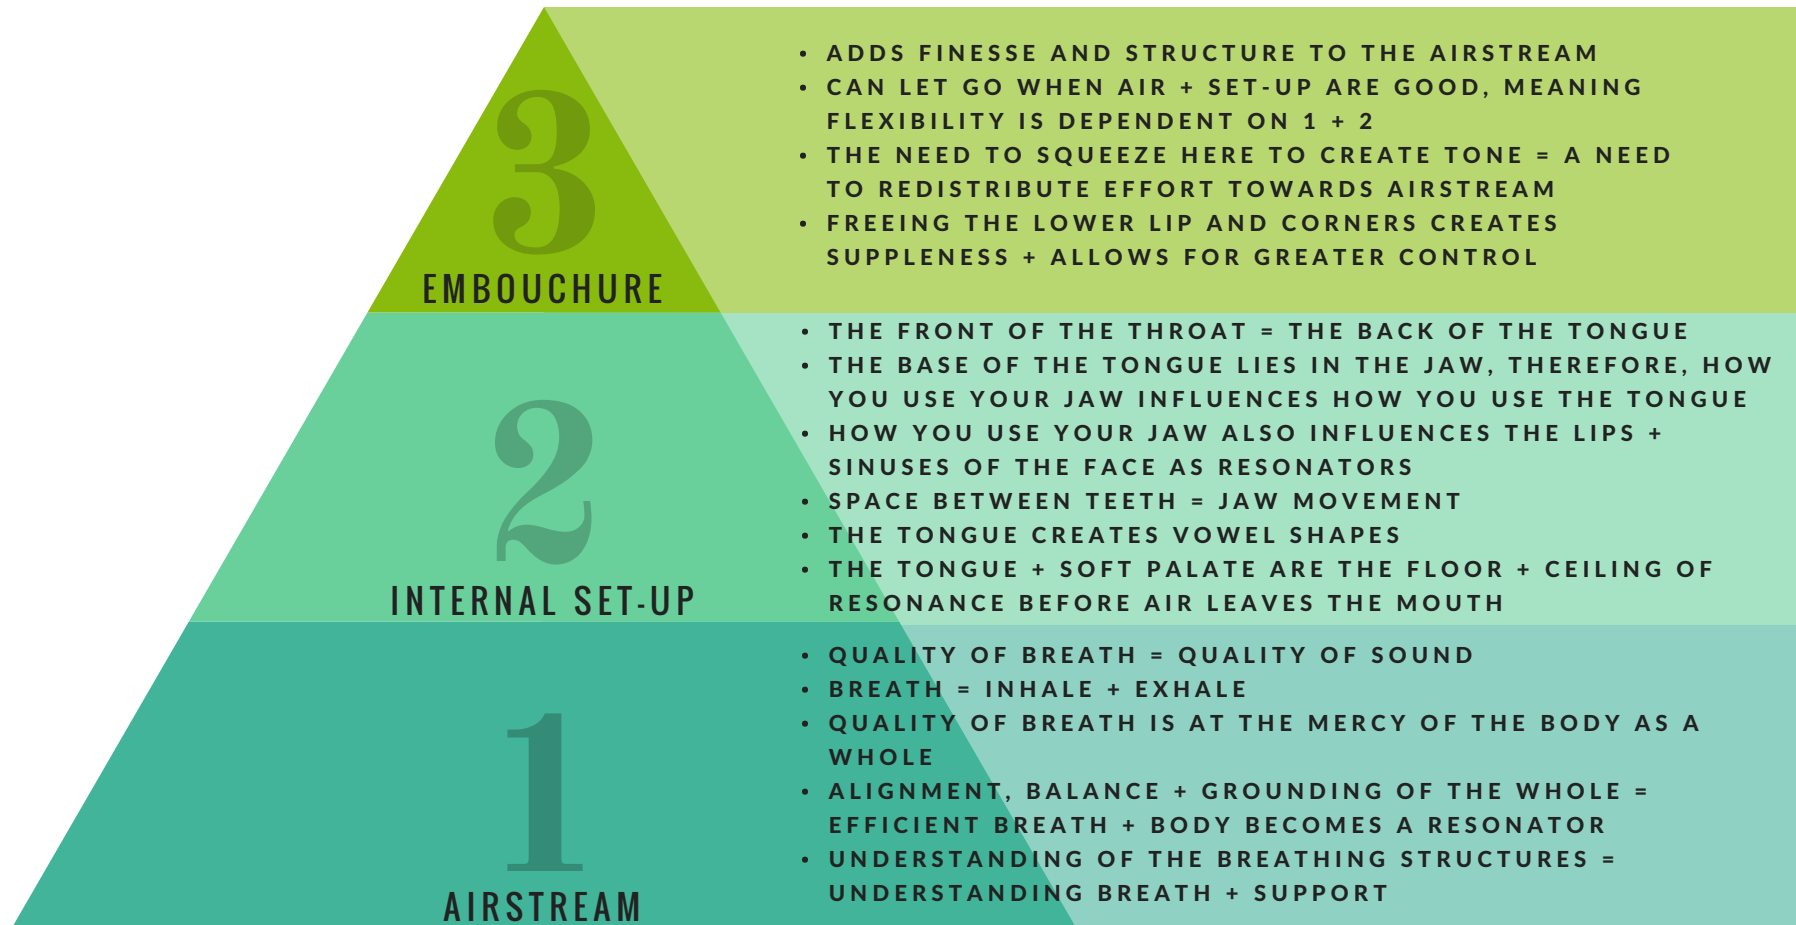 3
EMBOUCHURE
• ADDS FINESSE AND STRUCTURE TO THE AIRSTREAM
• CAN LET GO WHEN AIR + SET-UP ARE GOOD, MEANING
FLEXIBILITY IS DEPENDENT ON 1 + 2
• THE NEED TO SQUEEZE HERE TO CREATE TONE = A NEED
TO REDISTRIBUTE EFFORT TOWARDS AIRSTREAM
• FREEING THE LOWER LIP AND CORNERS CREATES
SUPPLENESS + ALLOWS FOR GREATER CONTROL
2
INTERNAL SET-UP
• THE FRONT OF THE THROAT = THE BACK OF THE TONGUE
• THE BASE OF THE TONGUE LIES IN THE JAW, THEREFORE, HOW
YOU USE YOUR JAW INFLUENCES HOW YOU USE THE TONGUE
• HOW YOU USE YOUR JAW ALSO INFLUENCES THE LIPS +
SINUSES OF THE FACE AS RESONATORS
• SPACE BETWEEN TEETH = JAW MOVEMENT
• THE TONGUE CREATES VOWEL SHAPES
• THE TONGUE + SOFT PALATE ARE THE FLOOR + CEILING OF
RESONANCE BEFORE AIR LEAVES THE MOUTH
1
AIRSTREAM
• QUALITY OF BREATH = QUALITY OF SOUND
• BREATH = INHALE + EXHALE
• QUALITY OF BREATH IS AT THE MERCY OF THE BODY AS A
WHOLE
• ALIGNMENT, BALANCE + GROUNDING OF THE WHOLE =
EFFICIENT BREATH + BODY BECOMES A RESONATOR
• UNDERSTANDING OF THE BREATHING STRUCTURES =
UNDERSTANDING BREATH + SUPPORT